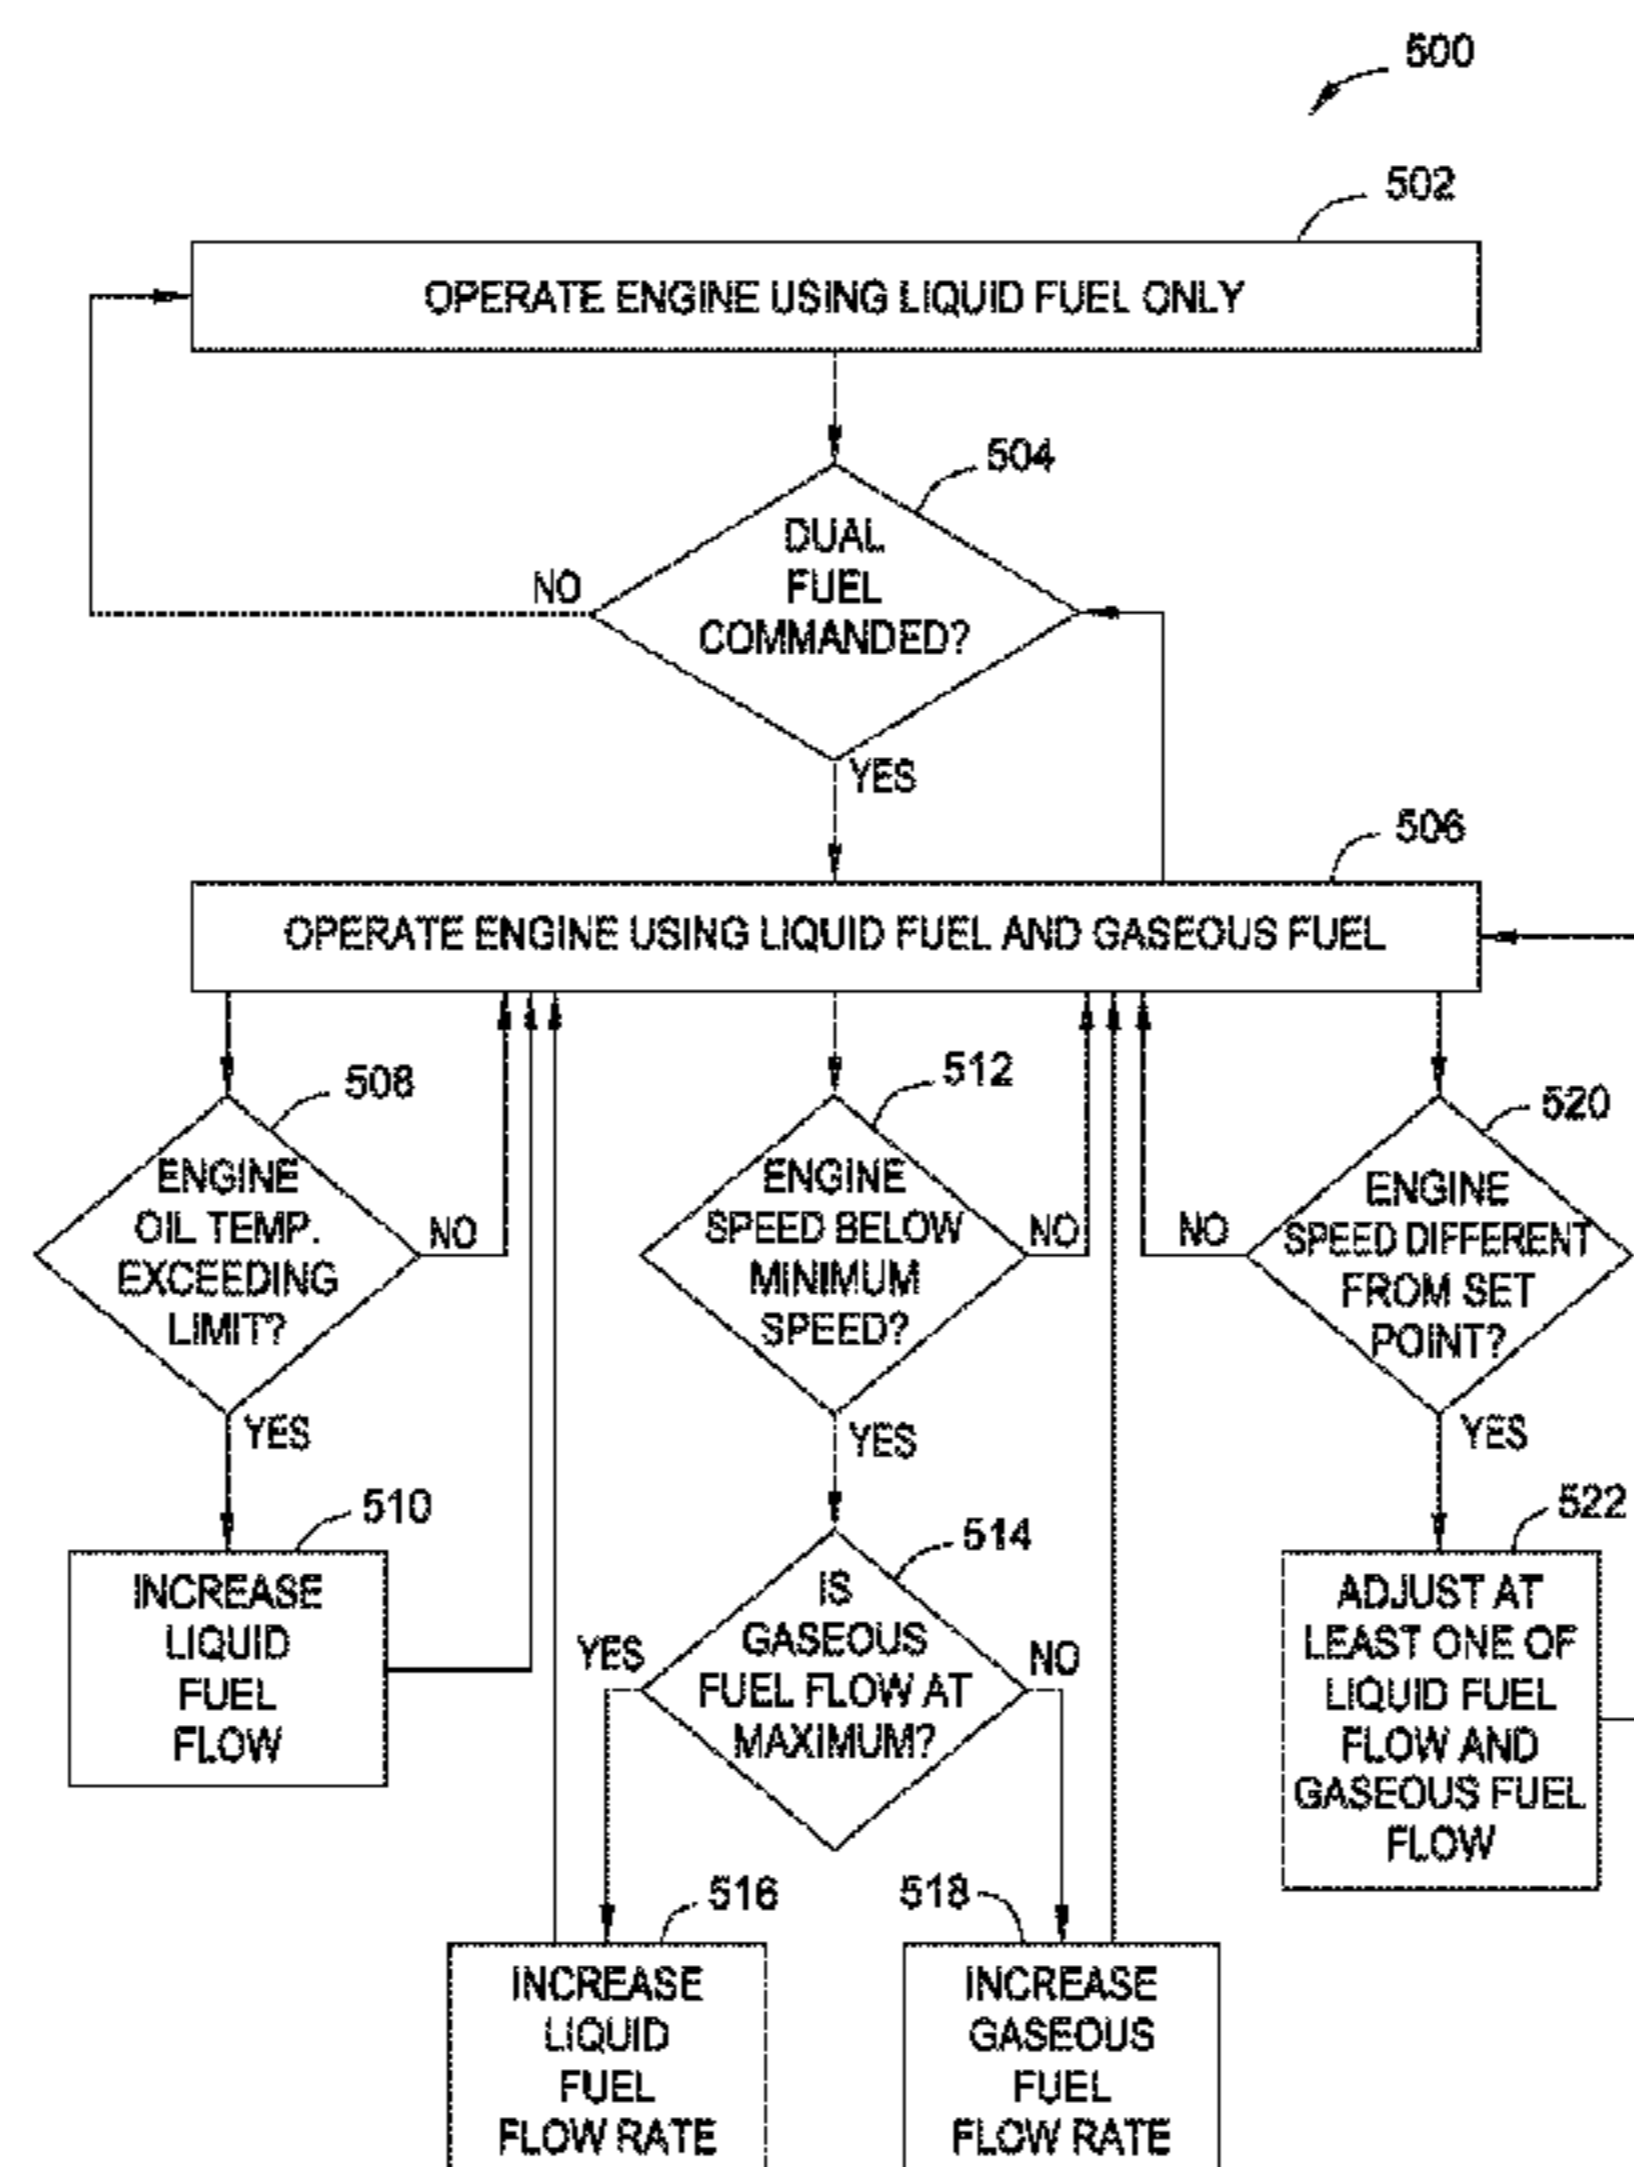 500
502
OPERATE ENGINE USING LIQUID FUEL ONLY
504
DUAL
FUEL
COMMANDED?
NO
YES
506
OPERATE ENGINE USING LIQUID FUEL AND GASEOUS FUEL
508
ENGINE
OIL TEMP.
EXCEEDING
LIMIT?
NO
YES
510
INCREASE
LIQUID
FUEL
FLOW
512
ENGINE
SPEED BELOW
MINIMUM
SPEED?
NO
YES
514
IS
GASEOUS
FUEL FLOW AT
MAXIMUM?
YES
NO
516
INCREASE
LIQUID
FUEL
FLOW RATE
518
INCREASE
GASEOUS
FUEL
FLOW RATE
520
ENGINE
SPEED DIFFERENT
FROM SET
POINT?
NO
YES
522
ADJUST AT
LEAST ONE OF
LIQUID FUEL
FLOW AND
GASEOUS FUEL
FLOW